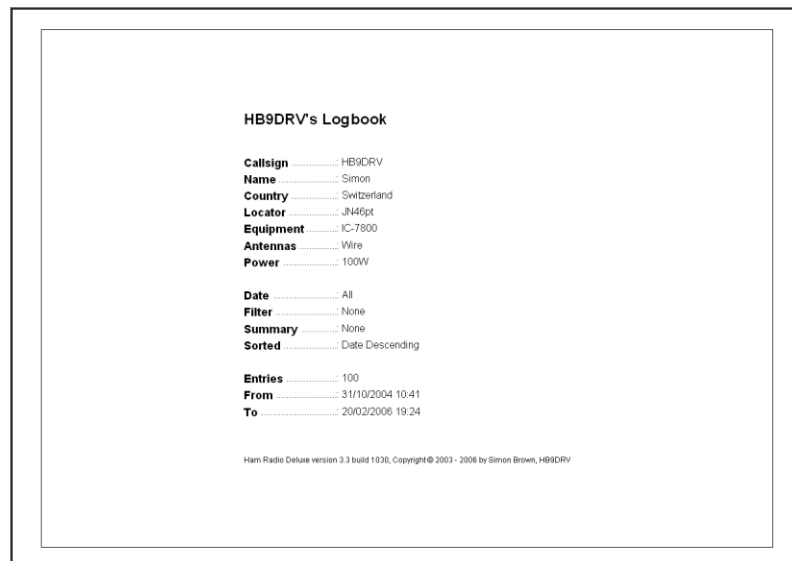 HB9DRV's Logbook
Callsign ..................: HB9DRV
Name ......................: Simon
Country ...................: Switzerland
Locator ...................: JN46pt
Equipment ............: IC-7800
Antennas ...............: Wire
Power .....................: 100W
Date .........................: All
Filter ........................: None
Summary ..............: None
Sorted .....................: Date Descending
Entries ....................: 100
From ........................: 31/10/2004 10:41
To ..............................: 20/02/2006 19:24
Ham Radio Deluxe version 3.3 build 1030, Copyright © 2003 - 2006 by Simon Brown, HB9DRV